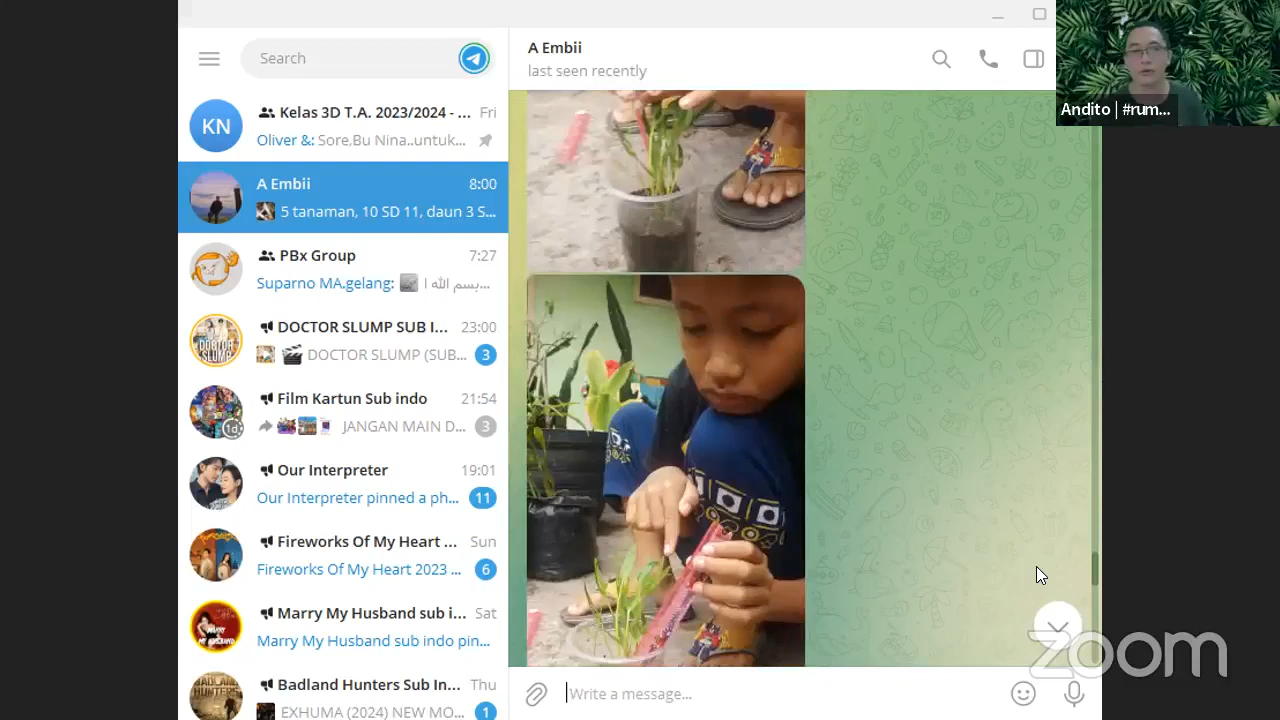 Search
KN
Kelas 3D T.A. 2023/2024 - ...
Fri
Oliver &: Sore,Bu Nina..untuk...
A Embii
8:00
5 tanaman, 10 SD 11, daun 3 S...
PBx Group
7:27
Suparno MA.gelang: بسم الله ا...
DOCTOR SLUMP SUB I...
23:00
DOCTOR SLUMP (SUB...
3
Film Kartun Sub indo
21:54
JANGAN MAIN D...
3
1d
Our Interpreter
19:01
Our Interpreter pinned a ph...
11
Fireworks Of My Heart ...
Sun
Fireworks Of My Heart 2023 ...
6
Marry My Husband sub i...
Sat
Marry My Husband sub indo pin...
Badland Hunters Sub In...
Thu
EXHUMA (2024) NEW MO...
1
A Embii
last seen recently
Write a message...
Andito | #rum...
zoom